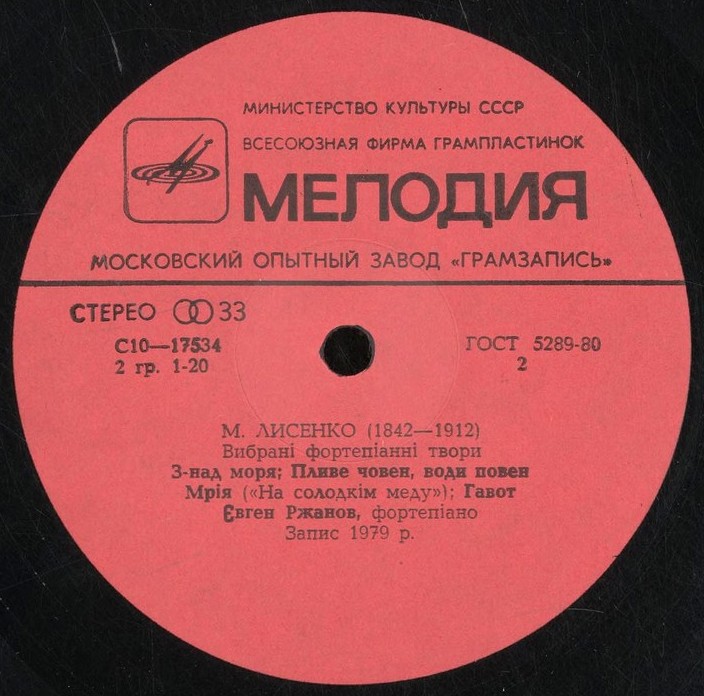 МИНИСТЕРСТВО КУЛЬТУРЫ СССР
ВСЕСОЮЗНАЯ ФИРМА ГРАМПЛАСТИНОК
МЕЛОДИЯ
МОСКОВСКИЙ ОПЫТНЫЙ ЗАВОД «ГРАМЗАПИСЬ»
СТЕРЕО 33
С10—17534
2 гр. 1-20
ГОСТ 5289-80
2
М. ЛИСЕНКО (1842—1912)
Вибрані фортепіанні твори
З-над моря; Пливе човен, води повен
Мрія («На солодкім меду»); Гавот
Євген Ржанов, фортепіано
Запис 1979 р.